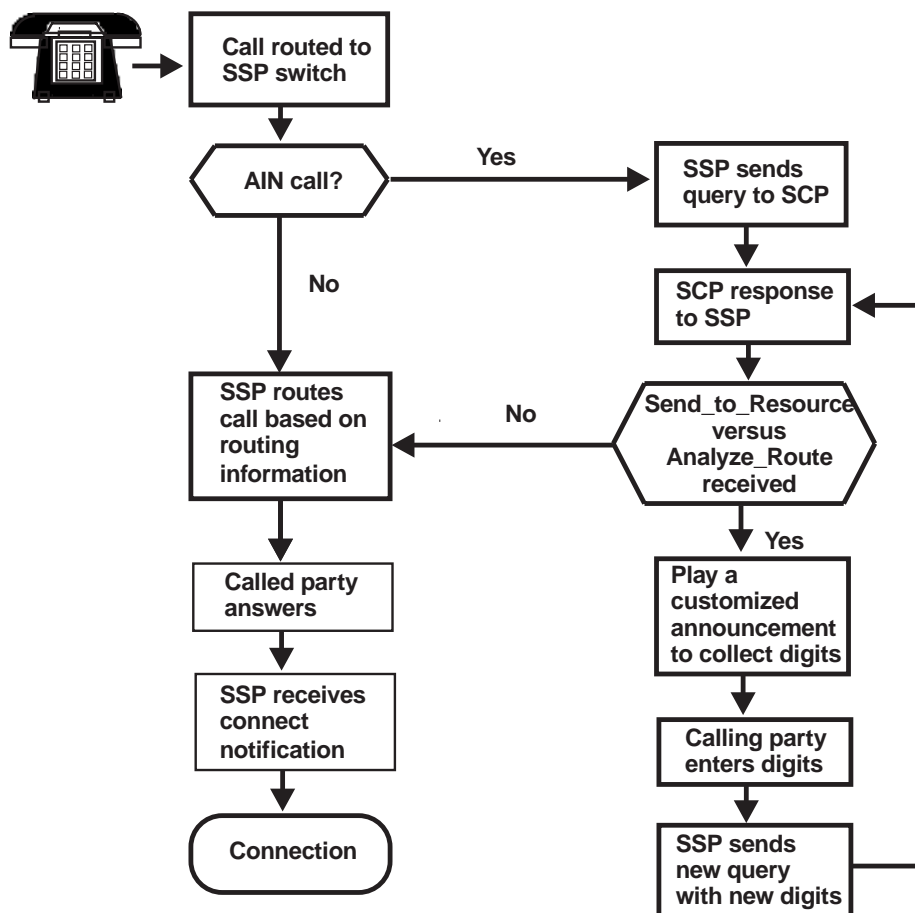 Call routed to
SSP switch
AIN call?
Yes
SSP sends
query to SCP
No
SCP response
to SSP
SSP routes
call based on
routing
information
No
Send_to_Resource
versus
Analyze_Route
received
Yes
Called party
answers
Play a
customized
announcement
to collect digits
SSP receives
connect
notification
Calling party
enters digits
Connection
SSP sends
new query
with new digits